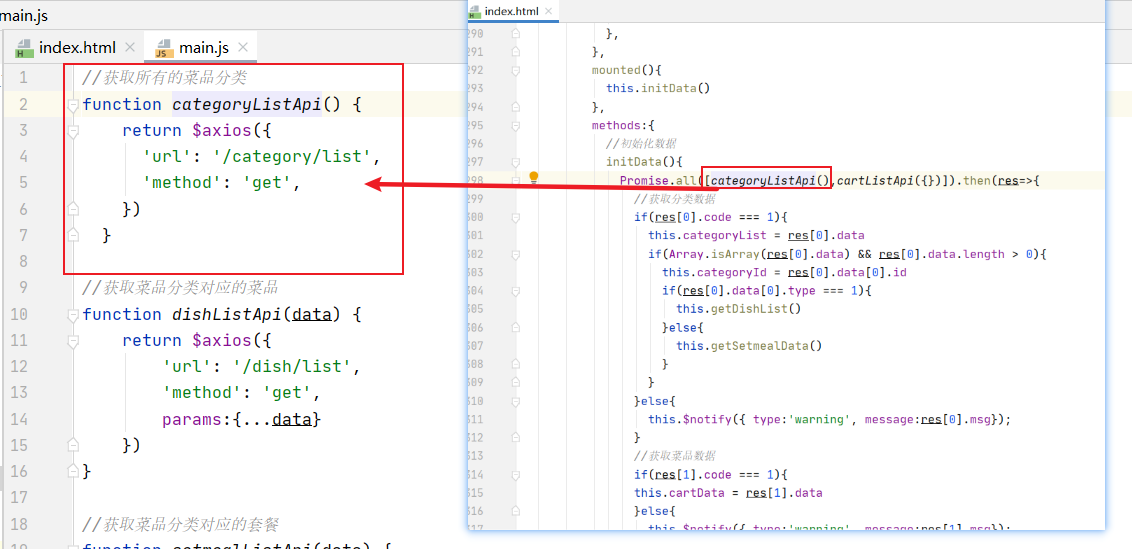 main.js
index.html
main.js
1 //获取所有的菜品分类
2 function categoryListApi() {
3 return $axios({
4 'url': '/category/list',
5 'method': 'get',
6 })
7 }
8
9 //获取菜品分类对应的菜品
10 function dishListApi(data) {
11 return $axios({
12 'url': '/dish/list',
13 'method': 'get',
14 params:{...data}
15 })
16 }
17
18 //获取菜品分类对应的套餐
index.html
290 },
291 },
292 mounted(){
293 this.initData()
294 },
295 methods:{
296 //初始化数据
297 initData(){
298 Promise.all([categoryListApi(),cartListApi({})]).then(res=>{
299 //获取分类数据
300 if(res[0].code === 1){
301 this.categoryList = res[0].data
302 if(Array.isArray(res[0].data) && res[0].data.length > 0){
303 this.categoryId = res[0].data[0].id
304 if(res[0].data[0].type === 1){
305 this.getDishList()
306 }else{
307 this.getSetmealData()
308 }
309 }
310 }else{
311 this.$notify({ type:'warning', message:res[0].msg});
312 }
313 //获取菜品数据
314 if(res[1].code === 1){
315 this.cartData = res[1].data
316 }else{
317 this.$notify({ type:'warning', message:res[1].msg});